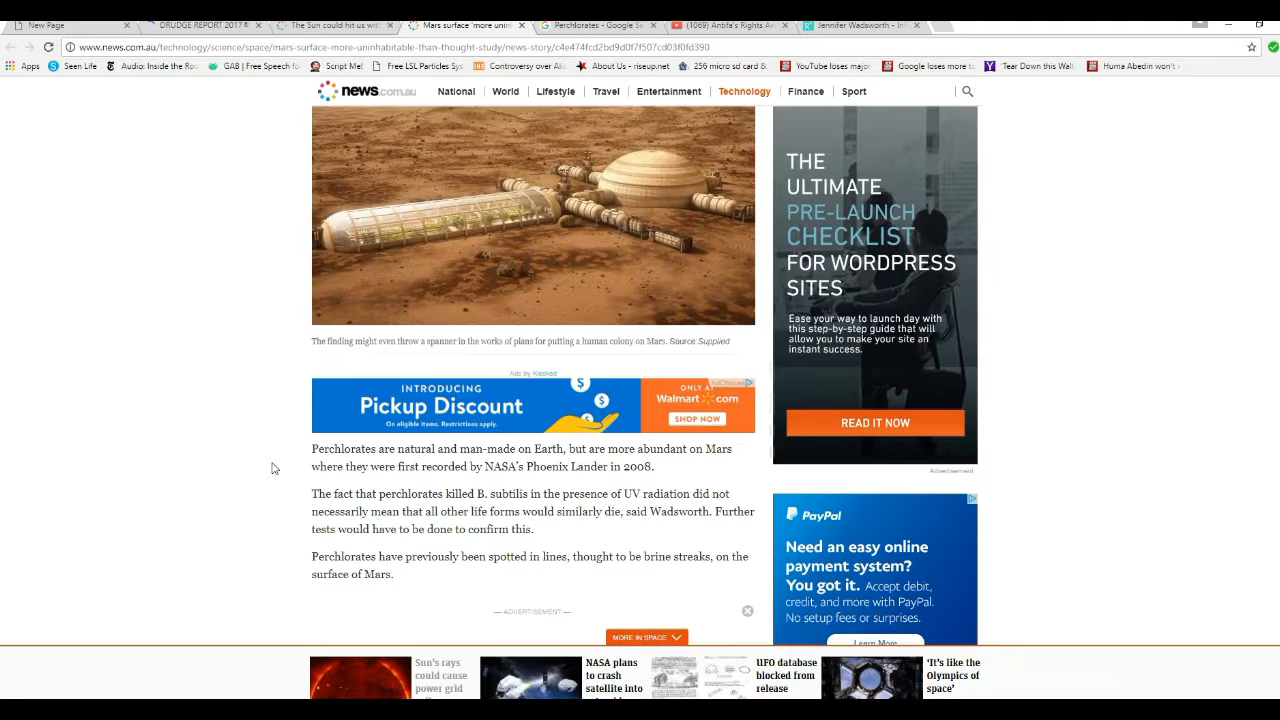 New Page
DRUDGE REPORT 2017®
The Sun could hit us wit
Mars surface 'more unin
Perchlorates - Google Se
(1069) Antifa's Rights Are
Jennifer Wadsworth - In
www.news.com.au/technology/science/space/mars-surface-more-uninhabitable-than-thought-study/news-story/c4e474fcd2bd9d0f7f507cd03f0fd390
Apps
Seen Life
Audio: Inside the Ro
GAB | Free Speech fo
Script Me!
Free LSL Particles Sys
The Controversy over Ali
About Us - riseup.net
256 micro sd card &
YouTube loses major
Google loses more to
'Tear Down this Wall
Huma Abedin won't
news.com.au
National
World
Lifestyle
Travel
Entertainment
Technology
Finance
Sport
The finding might even throw a spanner in the works of plans for putting a human colony on Mars. Source: Supplied
Ads by Kiosked
INTRODUCING
Pickup Discount
On eligible items. Restrictions apply.
ONLY AT
Walmart.com
SHOP NOW
AdChoices
Perchlorates are natural and man-made on Earth, but are more abundant on Mars
where they were first recorded by NASA's Phoenix Lander in 2008.
The fact that perchlorates killed B. subtilis in the presence of UV radiation did not
necessarily mean that all other life forms would similarly die, said Wadsworth. Further
tests would have to be done to confirm this.
Perchlorates have previously been spotted in lines, thought to be brine streaks, on the
surface of Mars.
— ADVERTISEMENT —
THE
ULTIMATE
PRE-LAUNCH
CHECKLIST
FOR WORDPRESS
SITES
Ease your way to launch day with
this step-by-step guide that will
allow you to make your site an
instant success.
READ IT NOW
Advertisement
PayPal
Need an easy online
payment system?
You got it. Accept debit,
credit, and more with PayPal.
No setup fees or surprises.
Learn More
MORE IN SPACE
Sun's rays
could cause
power grid
NASA plans
to crash
satellite into
UFO database
blocked from
release
'It's like the
Olympics of
space'